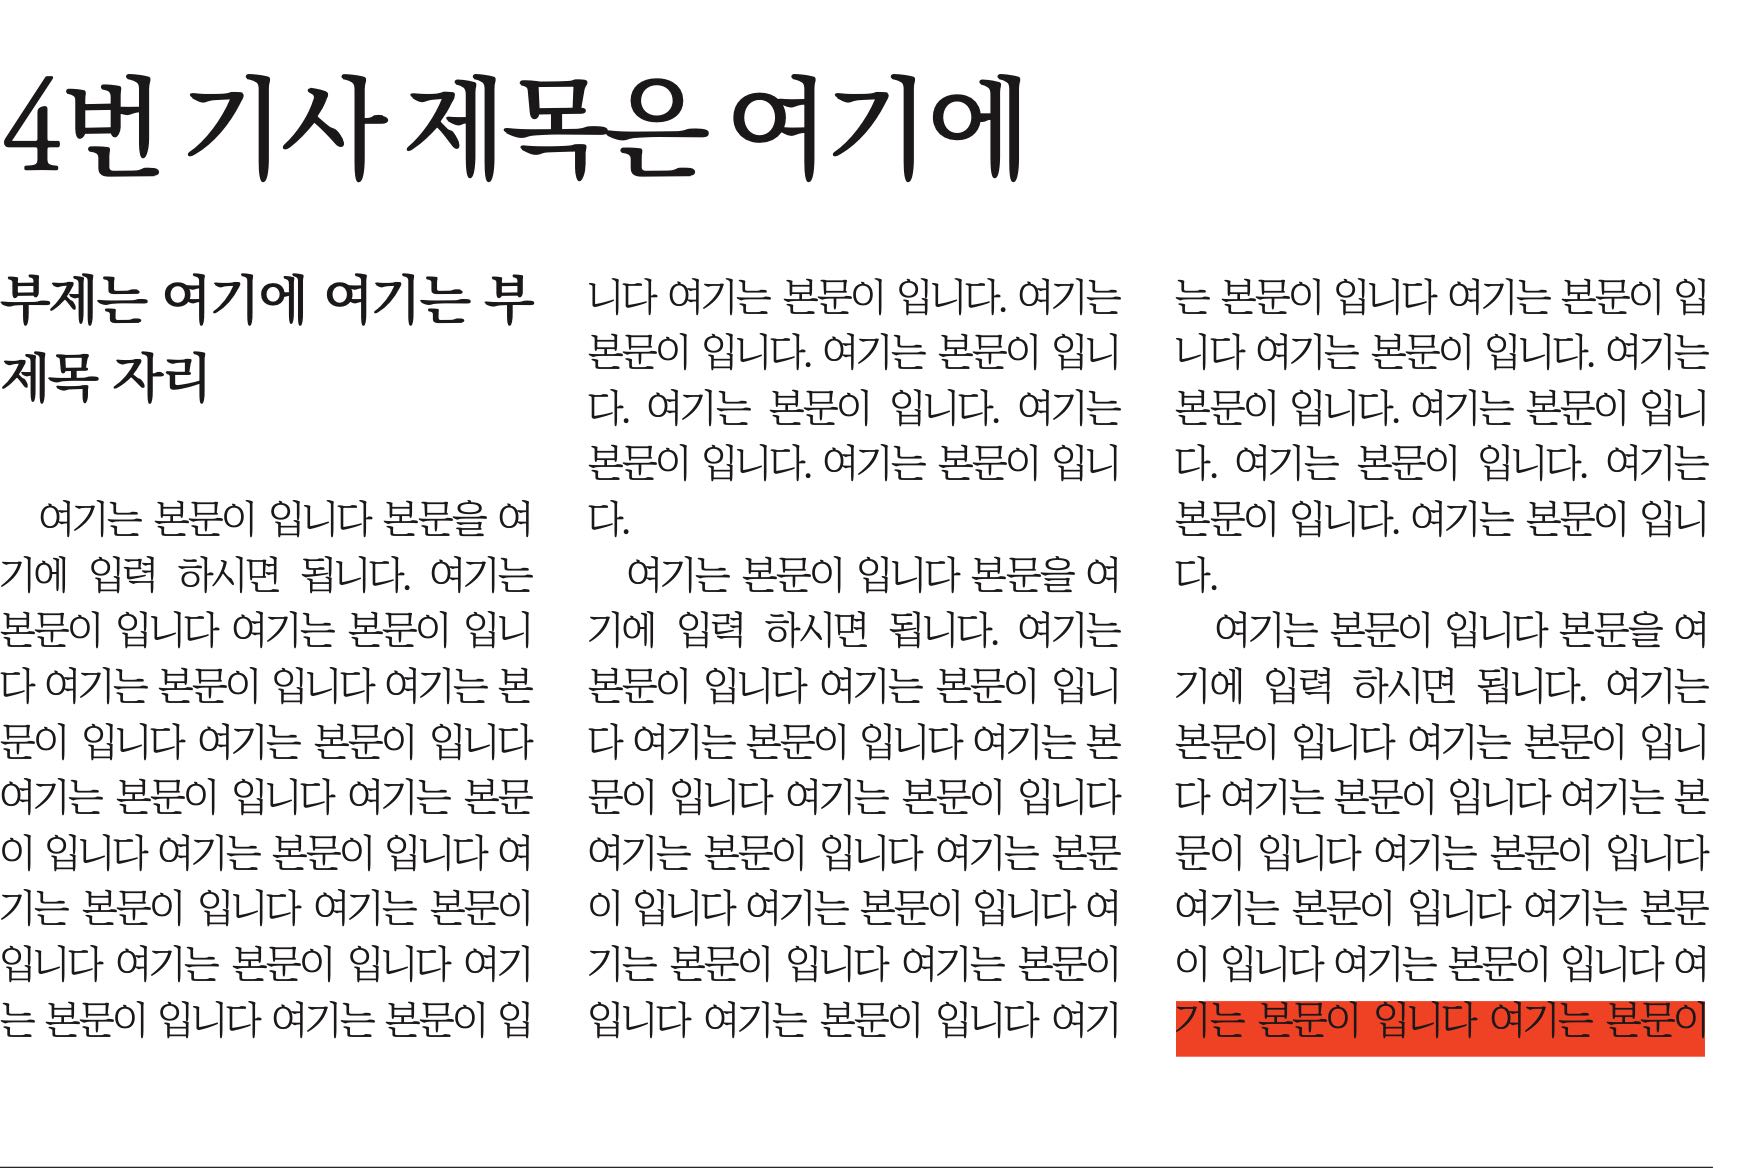 4번 기사 제목은 여기에
부제는 여기에 여기는 부
제목 자리
여기는 본문이 입니다 본문을 여
기에 입력 하시면 됩니다. 여기는
본문이 입니다 여기는 본문이 입니
다 여기는 본문이 입니다 여기는 본
문이 입니다 여기는 본문이 입니다
여기는 본문이 입니다 여기는 본문
이 입니다 여기는 본문이 입니다 여
기는 본문이 입니다 여기는 본문이
입니다 여기는 본문이 입니다 여기
는 본문이 입니다 여기는 본문이 입
니다 여기는 본문이 입니다. 여기는
본문이 입니다. 여기는 본문이 입니
다. 여기는 본문이 입니다. 여기는
본문이 입니다. 여기는 본문이 입니
다.
여기는 본문이 입니다 본문을 여
기에 입력 하시면 됩니다. 여기는
본문이 입니다 여기는 본문이 입니
다 여기는 본문이 입니다 여기는 본
문이 입니다 여기는 본문이 입니다
여기는 본문이 입니다 여기는 본문
이 입니다 여기는 본문이 입니다 여
기는 본문이 입니다 여기는 본문이
입니다 여기는 본문이 입니다 여기
는 본문이 입니다 여기는 본문이 입
니다 여기는 본문이 입니다. 여기는
본문이 입니다. 여기는 본문이 입니
다. 여기는 본문이 입니다. 여기는
본문이 입니다. 여기는 본문이 입니
다.
여기는 본문이 입니다 본문을 여
기에 입력 하시면 됩니다. 여기는
본문이 입니다 여기는 본문이 입니
다 여기는 본문이 입니다 여기는 본
문이 입니다 여기는 본문이 입니다
여기는 본문이 입니다 여기는 본문
이 입니다 여기는 본문이 입니다 여
기는 본문이 입니다 여기는 본문이